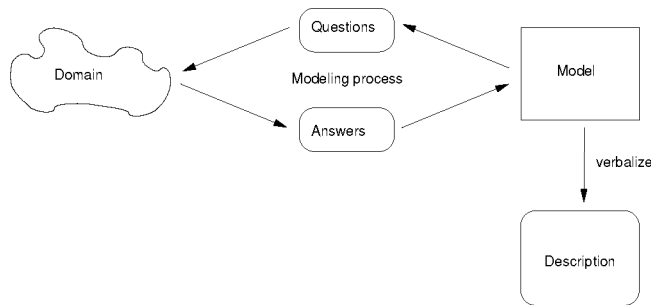 Questions
Domain
Model
Modeling process
Answers
verbalize
Description